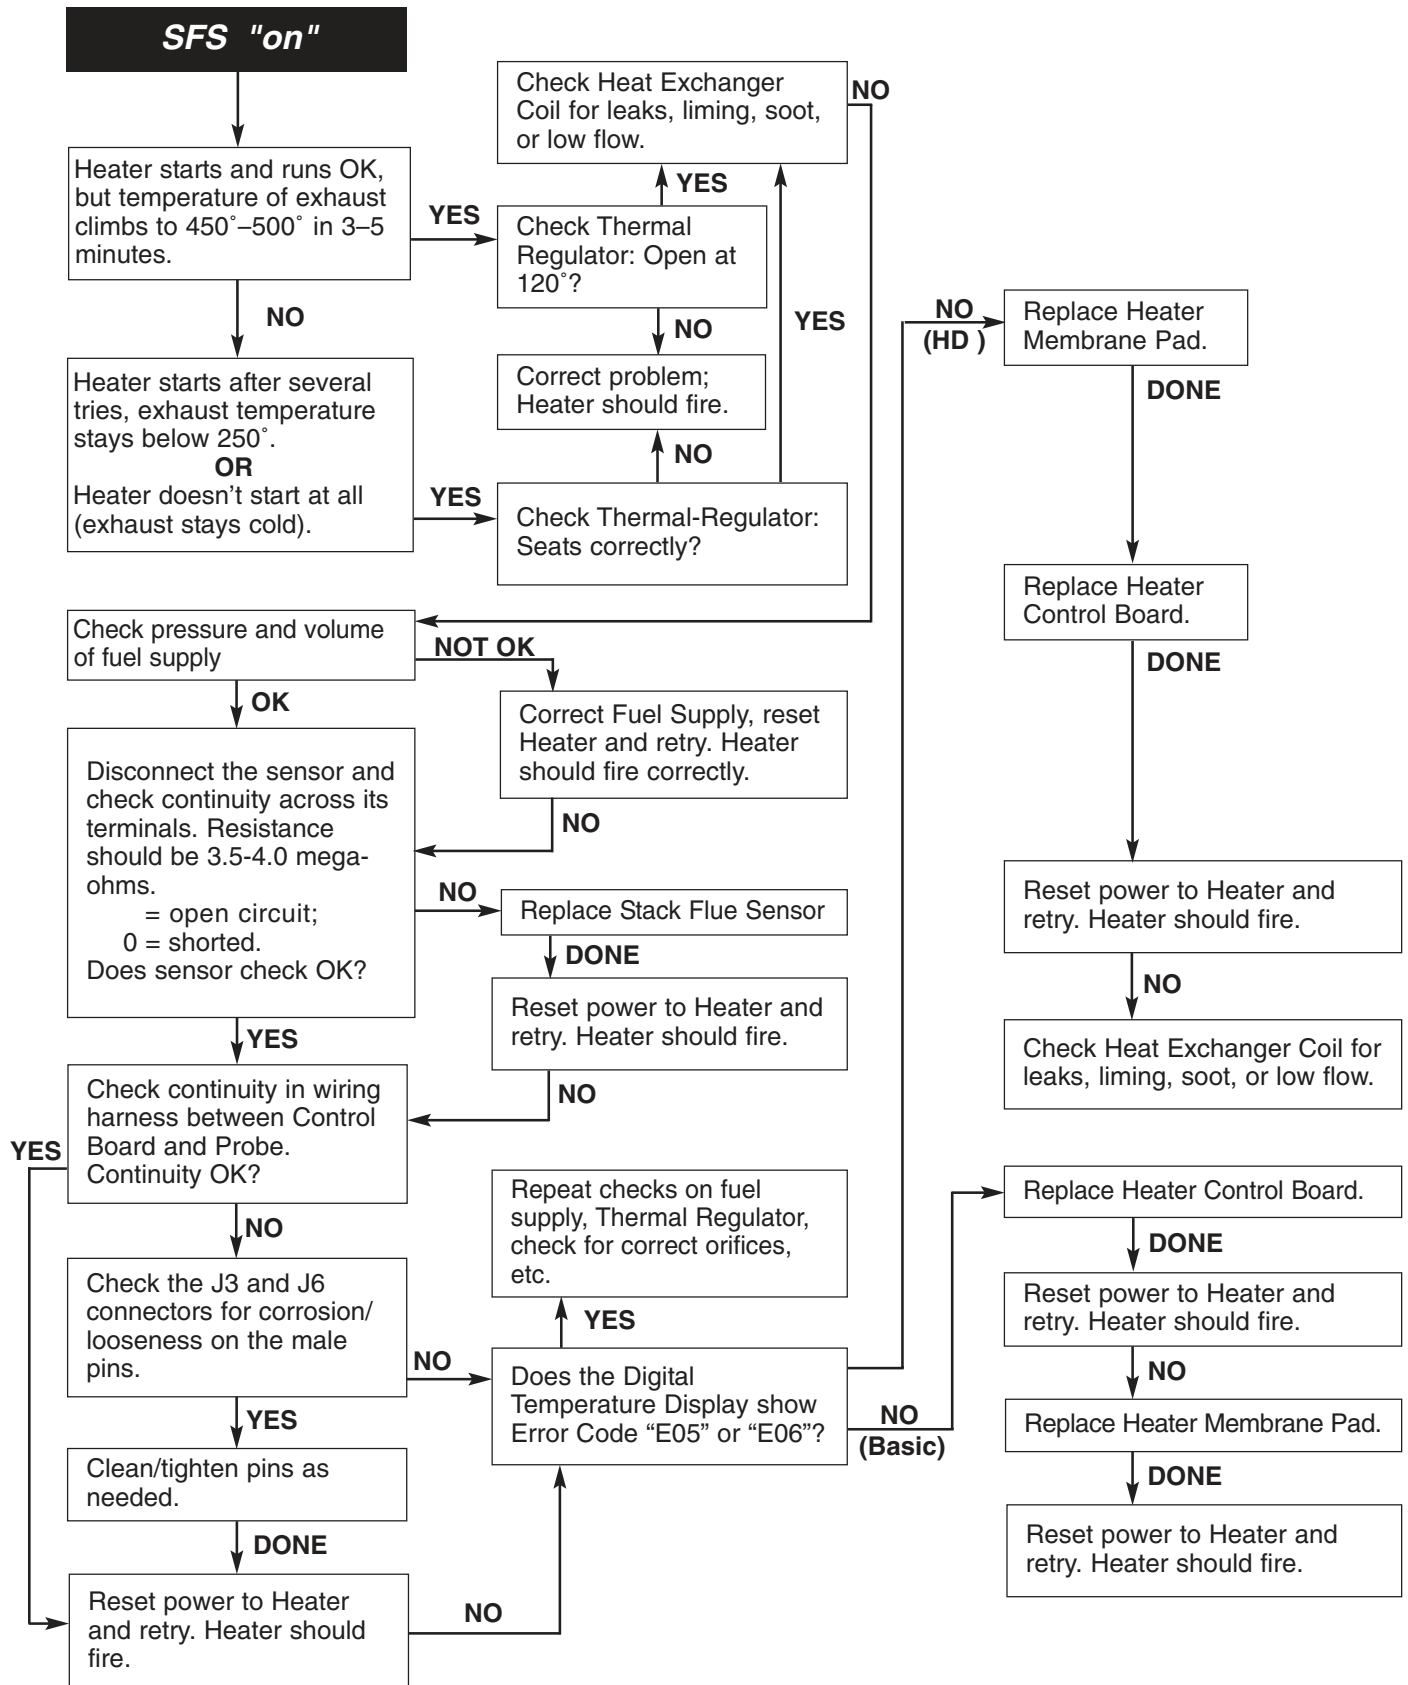 SFS "on"
Check Heat Exchanger
Coil for leaks, liming, soot,
or low flow.
NO
Heater starts and runs OK,
but temperature of exhaust
climbs to 450˚–500˚ in 3–5
minutes.
YES
YES
Check Thermal
Regulator: Open at
120˚?
NO
NO
YES
Correct problem;
Heater should fire.
Heater starts after several
tries, exhaust temperature
stays below 250˚.
OR
Heater doesn't start at all
(exhaust stays cold).
NO
YES
Check Thermal-Regulator:
Seats correctly?
Check pressure and volume
of fuel supply
NOT OK
OK
Correct Fuel Supply, reset
Heater and retry. Heater
should fire correctly.
NO
Disconnect the sensor and
check continuity across its
terminals. Resistance
should be 3.5-4.0 mega-
ohms.
= open circuit;
0 = shorted.
Does sensor check OK?
NO
Replace Stack Flue Sensor
DONE
Reset power to Heater and
retry. Heater should fire.
YES
NO
Check continuity in wiring
harness between Control
Board and Probe.
Continuity OK?
YES
NO
Repeat checks on fuel
supply, Thermal Regulator,
check for correct orifices,
etc.
YES
Check the J3 and J6
connectors for corrosion/
looseness on the male
pins.
NO
Does the Digital
Temperature Display show
Error Code “E05” or “E06”?
YES
Clean/tighten pins as
needed.
DONE
Reset power to Heater
and retry. Heater should
fire.
NO
NO
(HD )
Replace Heater
Membrane Pad.
DONE
Replace Heater
Control Board.
DONE
Reset power to Heater and
retry. Heater should fire.
NO
Check Heat Exchanger Coil for
leaks, liming, soot, or low flow.
NO
(Basic)
Replace Heater Control Board.
DONE
Reset power to Heater and
retry. Heater should fire.
NO
Replace Heater Membrane Pad.
DONE
Reset power to Heater and
retry. Heater should fire.